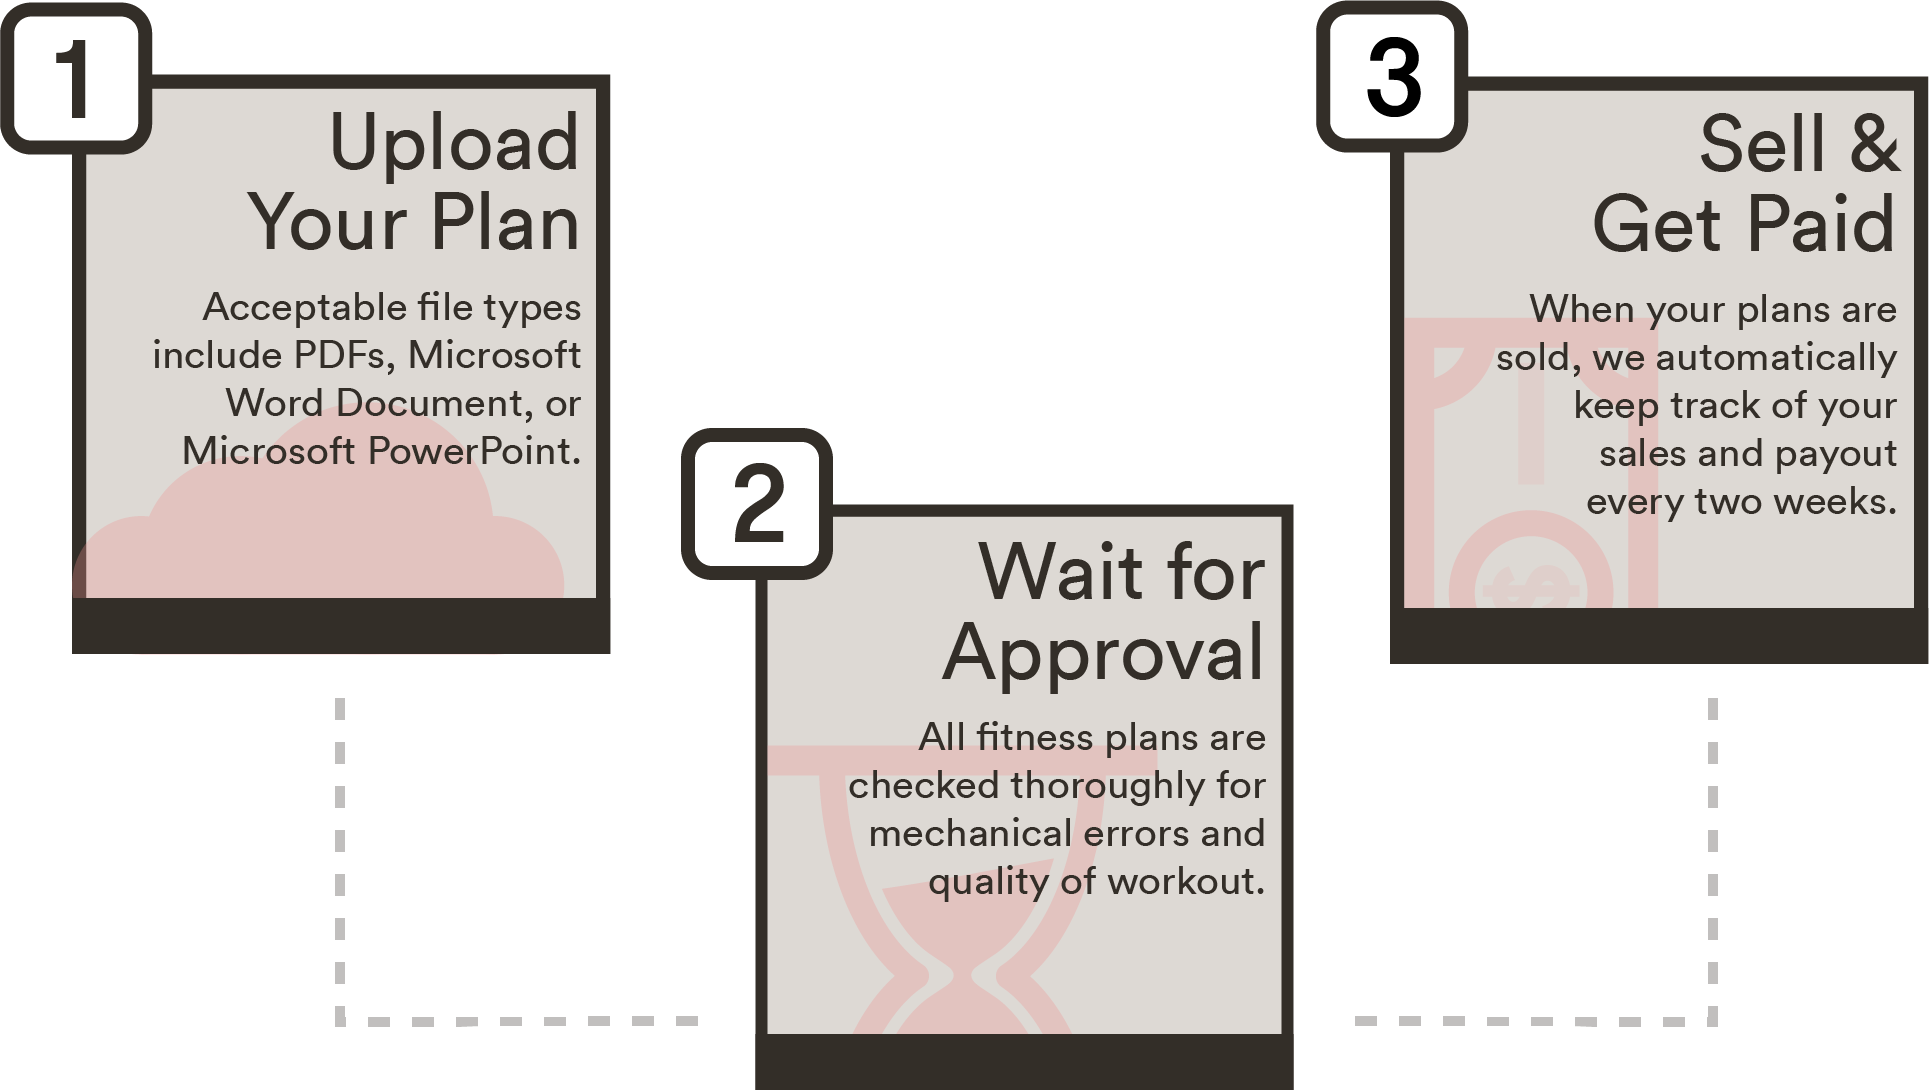 1
Upload
Your Plan
Acceptable file types
include PDFs, Microsoft
Word Document, or
Microsoft PowerPoint.
2
Wait for
Approval
All fitness plans are
checked thoroughly for
mechanical errors and
quality of workout.
3
Sell &
Get Paid
When your plans are
sold, we automatically
keep track of your
sales and payout
every two weeks.
$